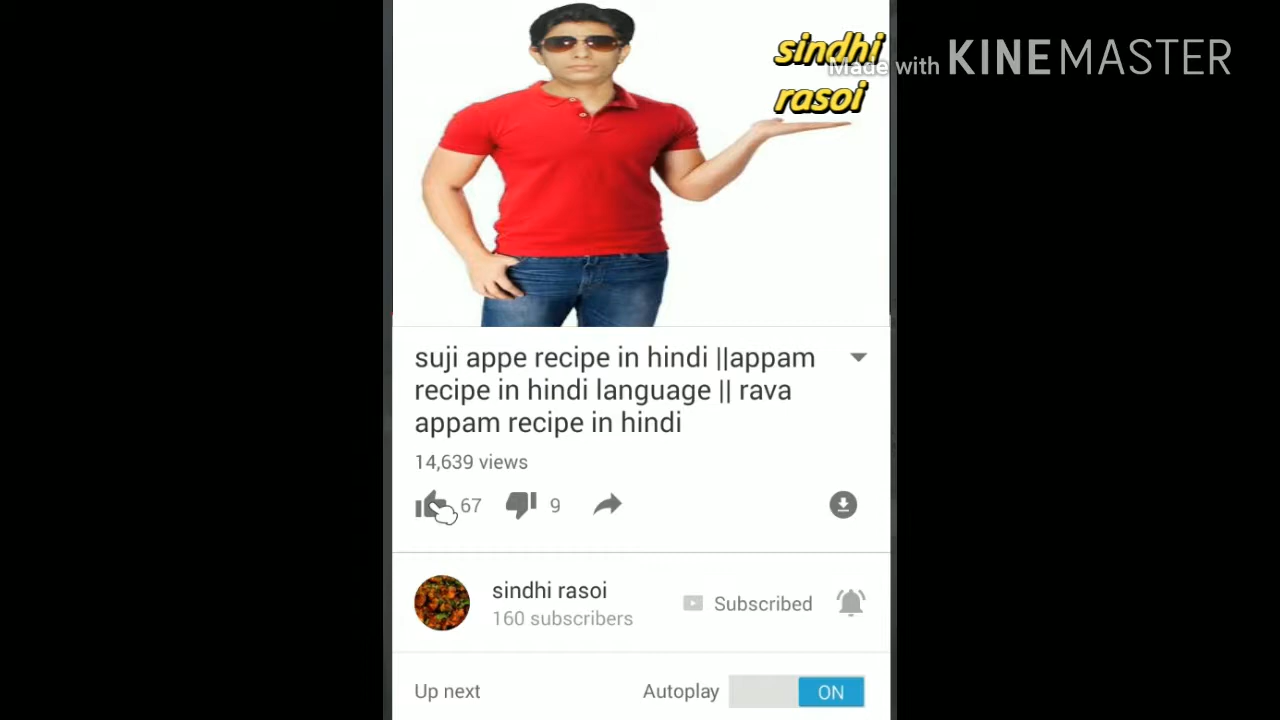 sindhi
rasoi
Made with KINEMASTER
suji appe recipe in hindi ||appam
recipe in hindi language || rava
appam recipe in hindi
14,639 views
67 9
sindhi rasoi
160 subscribers
Subscribed
Up next
Autoplay ON